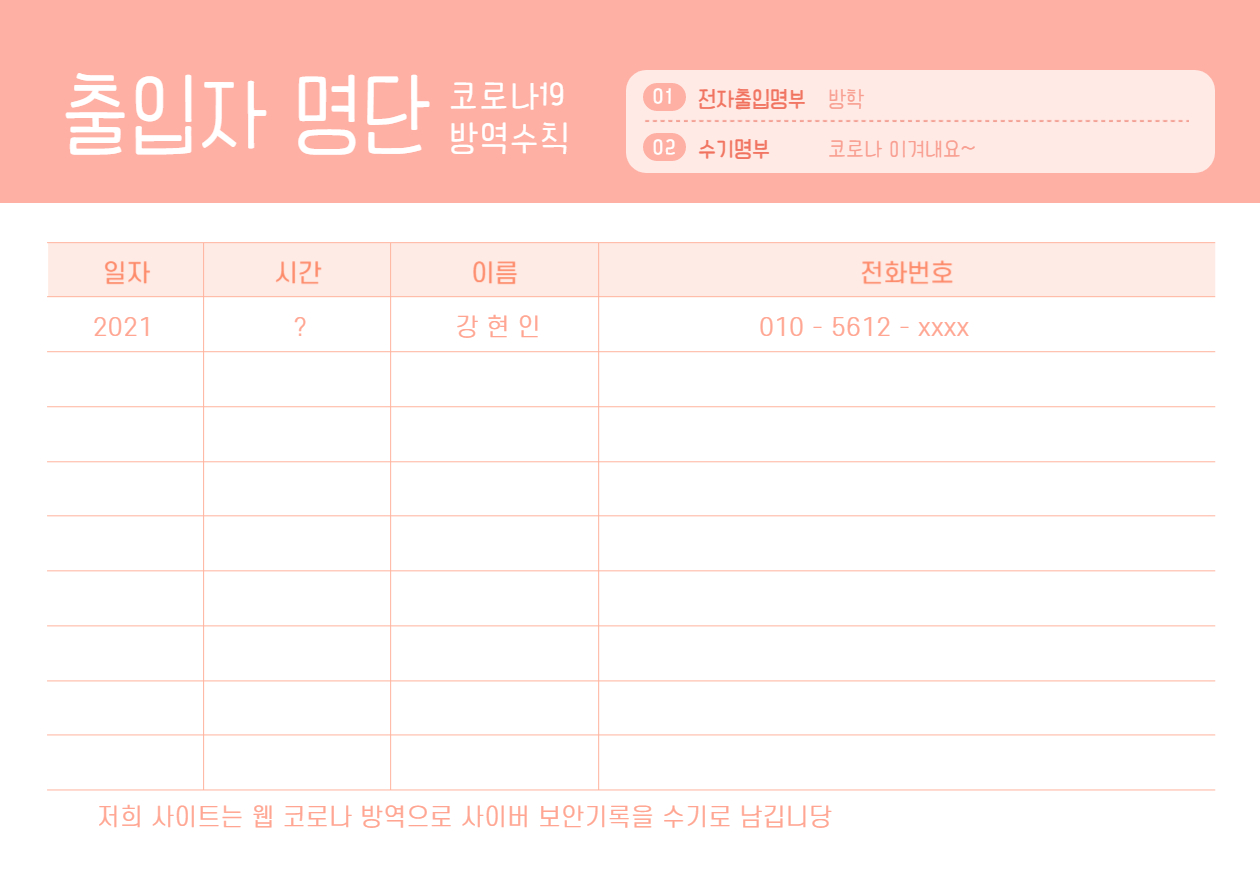 출입자 명단
코로나19
방역수칙
01 전자출입명부 방학
02 수기명부 코로나 이겨내요~
일자 시간 이름 전화번호
2021 ? 강 현 인 010 - 5612 - xxxx
저희 사이트는 웹 코로나 방역으로 사이버 보안기록을 수기로 남깁니당